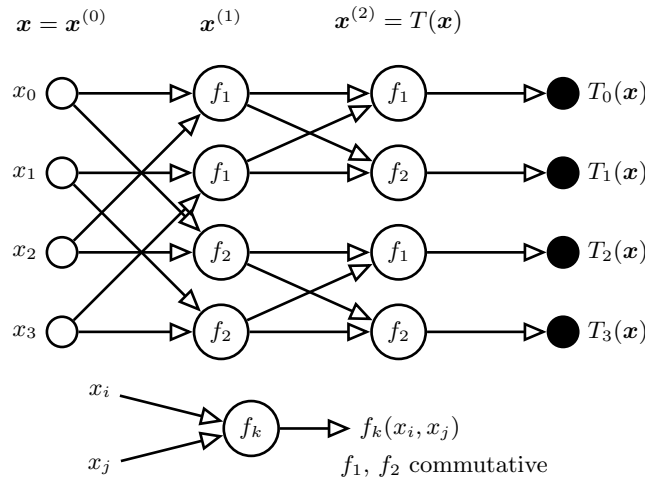 x = x^(0) x^(1) x^(2) = T(x)
x_0 f_1 f_1 T_0(x)
x_1 f_1 f_2 T_1(x)
x_2 f_2 f_1 T_2(x)
x_3 f_2 f_2 T_3(x)
x_i
f_k f_k(x_i, x_j)
x_j
f_1, f_2 commutative